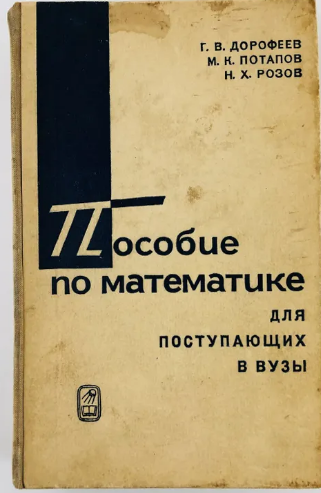 Г. В. ДОРОФЕЕВ
М. К. ПОТАПОВ
Н. Х. РОЗОВ
Пособие
по математике
ДЛЯ
ПОСТУПАЮЩИХ
В ВУЗЫ